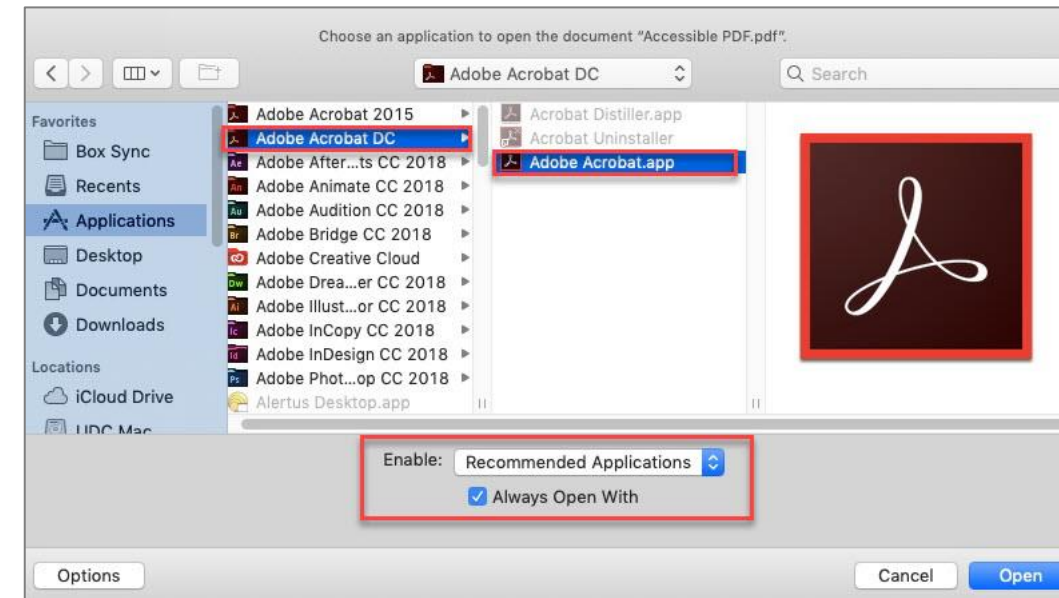 Choose an application to open the document “Accessible PDF.pdf”.
Adobe Acrobat DC
Search
Favorites
Box Sync
Recents
Applications
Desktop
Documents
Downloads
Locations
iCloud Drive
UDC Mac
Adobe Acrobat 2015
Adobe Acrobat DC
Adobe After...ts CC 2018
Adobe Animate CC 2018
Adobe Audition CC 2018
Adobe Bridge CC 2018
Adobe Creative Cloud
Adobe Drea...er CC 2018
Adobe Illust...or CC 2018
Adobe InCopy CC 2018
Adobe InDesign CC 2018
Adobe Phot...op CC 2018
Alertus Desktop.app
Acrobat Distiller.app
Acrobat Uninstaller
Adobe Acrobat.app
Enable: Recommended Applications
Always Open With
Options
Cancel
Open